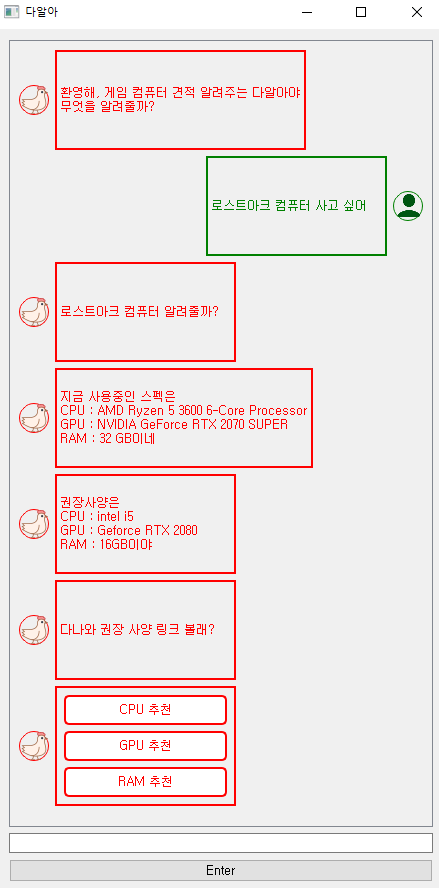 다알아
환영해, 게임 컴퓨터 견적 알려주는 다알아야
무엇을 알려줄까?
로스트아크 컴퓨터 사고 싶어
로스트아크 컴퓨터 알려줄까?
지금 사용중인 스펙은
CPU : AMD Ryzen 5 3600 6-Core Processor
GPU : NVIDIA GeForce RTX 2070 SUPER
RAM : 32 GB이네
권장사양은
CPU : intel i5
GPU : Geforce RTX 2080
RAM : 16GB이야
다나와 권장 사양 링크 볼래?
CPU 추천
GPU 추천
RAM 추천
Enter